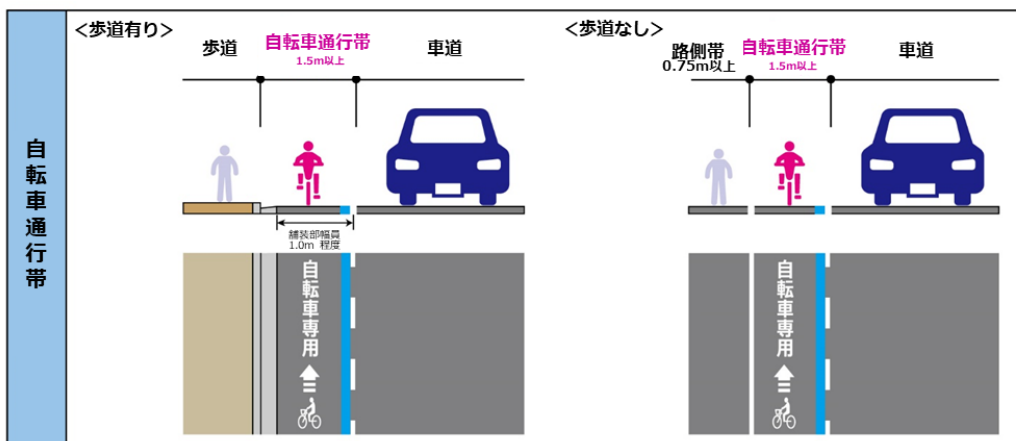 自転車通行帯
<歩道有り>
歩道
自転車通行帯
1.5m以上
車道
舗装部幅員
1.0m 程度
自転車専用
<歩道なし>
路側帯
0.75m以上
自転車通行帯
1.5m以上
車道
自転車専用